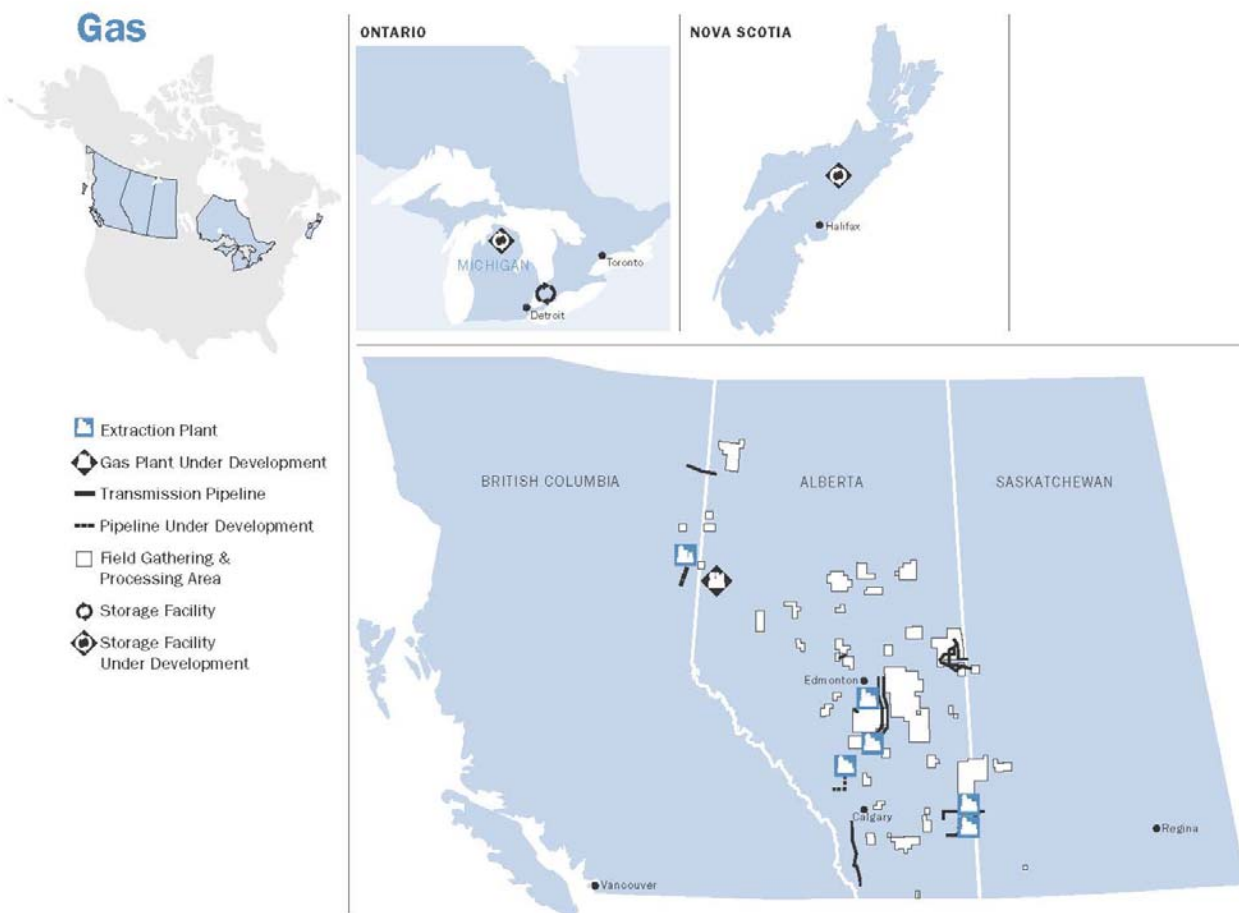 Gas
ONTARIO
MICHIGAN
Toronto
Detroit
NOVA SCOTIA
Halifax
Extraction Plant
Gas Plant Under Development
Transmission Pipeline
Pipeline Under Development
Field Gathering &
Processing Area
Storage Facility
Storage Facility
Under Development
BRITISH COLUMBIA
ALBERTA
SASKATCHEWAN
Edmonton
Calgary
Regina
Vancouver